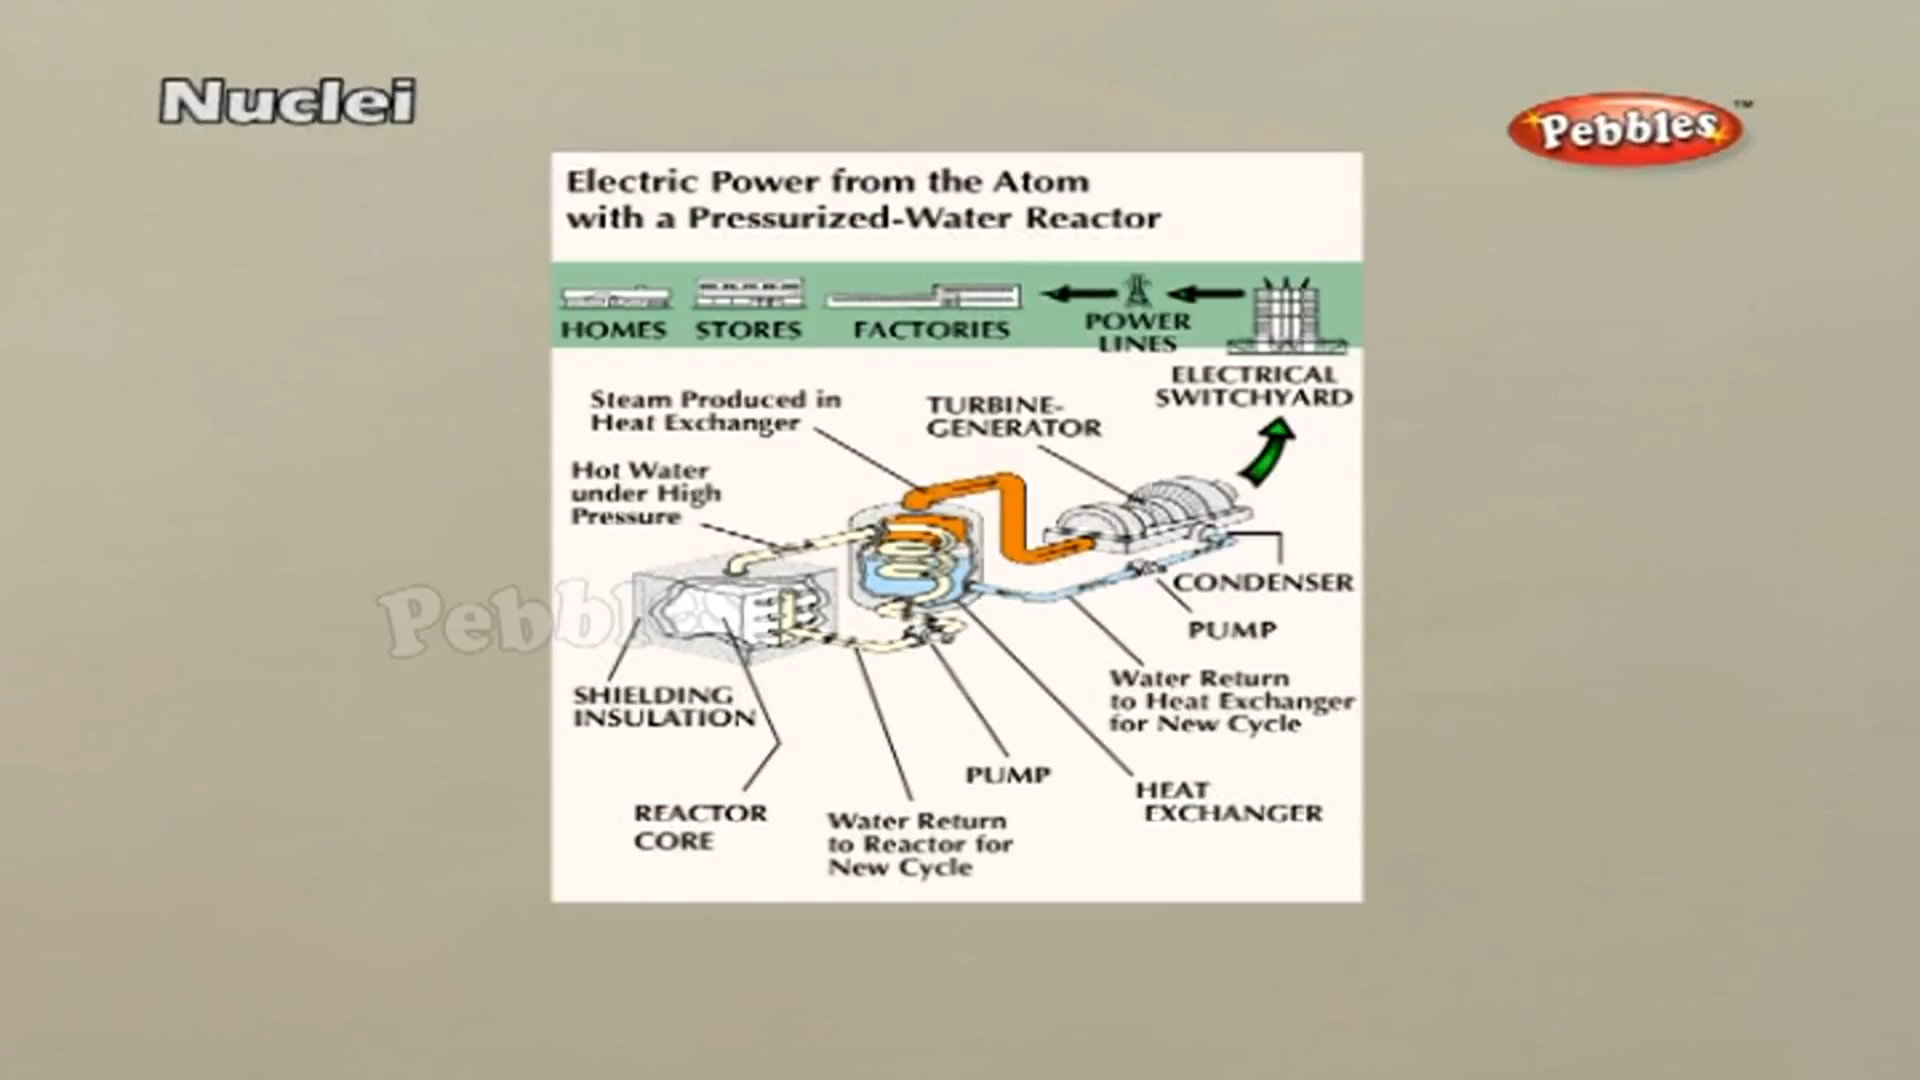 Nuclei
Pebbles™
Electric Power from the Atom
with a Pressurized-Water Reactor
HOMES
STORES
FACTORIES
POWER
LINES
ELECTRICAL
SWITCHYARD
Steam Produced in
Heat Exchanger
TURBINE-
GENERATOR
Hot Water
under High
Pressure
CONDENSER
Pebbles
PUMP
SHIELDING
INSULATION
Water Return
to Heat Exchanger
for New Cycle
PUMP
HEAT
EXCHANGER
REACTOR
CORE
Water Return
to Reactor for
New Cycle